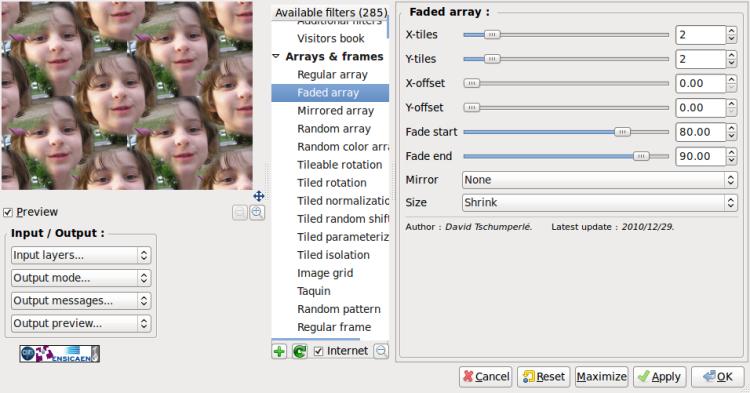 Preview
Input / Output :
Input layers...
Output mode...
Output messages...
Output preview...
ENSICAEN
Available filters (285)
Additional filters
Visitors book
Arrays & frames
Regular array
Faded array
Mirrored array
Random array
Random color arra
Tileable rotation
Tiled rotation
Tiled normalizatio
Tiled random shift
Tiled parameteriz
Tiled isolation
Image grid
Taquin
Random pattern
Regular frame
Internet
Faded array :
X-tiles 2
Y-tiles 2
X-offset 0.00
Y-offset 0.00
Fade start 80.00
Fade end 90.00
Mirror None
Size Shrink
Author : David Tschumperlé. Latest update : 2010/12/29.
Cancel Reset Maximize Apply OK